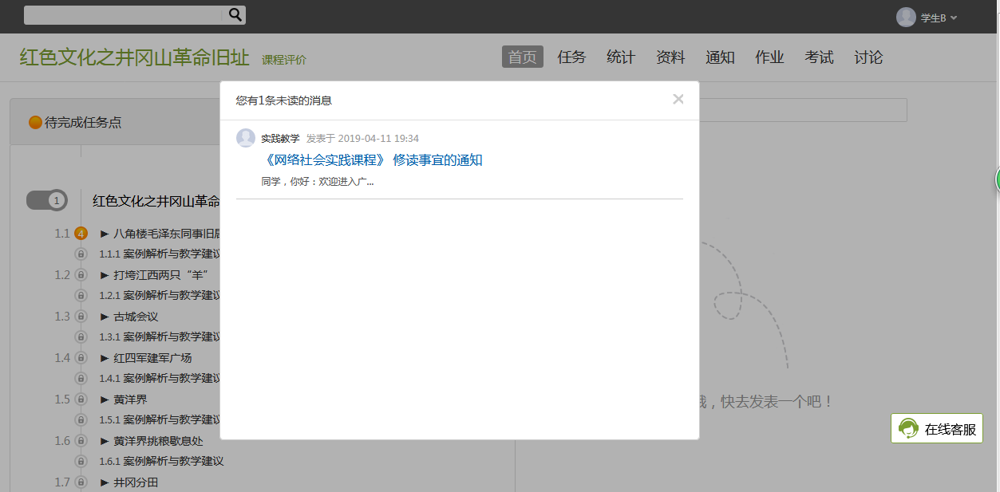 学生B
红色文化之井冈山革命旧址 课程评价
首页 任务 统计 资料 通知 作业 考试 讨论
您有1条未读的消息
待完成任务点
实践教学 发表于 2019-04-11 19:34
《网络社会实践课程》 修读事宜的通知
同学，你好：欢迎进入广...
1 红色文化之井冈山革命
1.1 4 ▶ 八角楼毛泽东同事旧居
1.1.1 案例解析与教学建议
1.2 ▶ 打垮江西两只“羊”
1.2.1 案例解析与教学建议
1.3 ▶ 古城会议
1.3.1 案例解析与教学建议
1.4 ▶ 红四军建军广场
1.4.1 案例解析与教学建议
1.5 ▶ 黄洋界
1.5.1 案例解析与教学建议
1.6 ▶ 黄洋界挑粮歇息处
1.6.1 案例解析与教学建议
1.7 ▶ 井冈分田
，快去发表一个吧！
在线客服